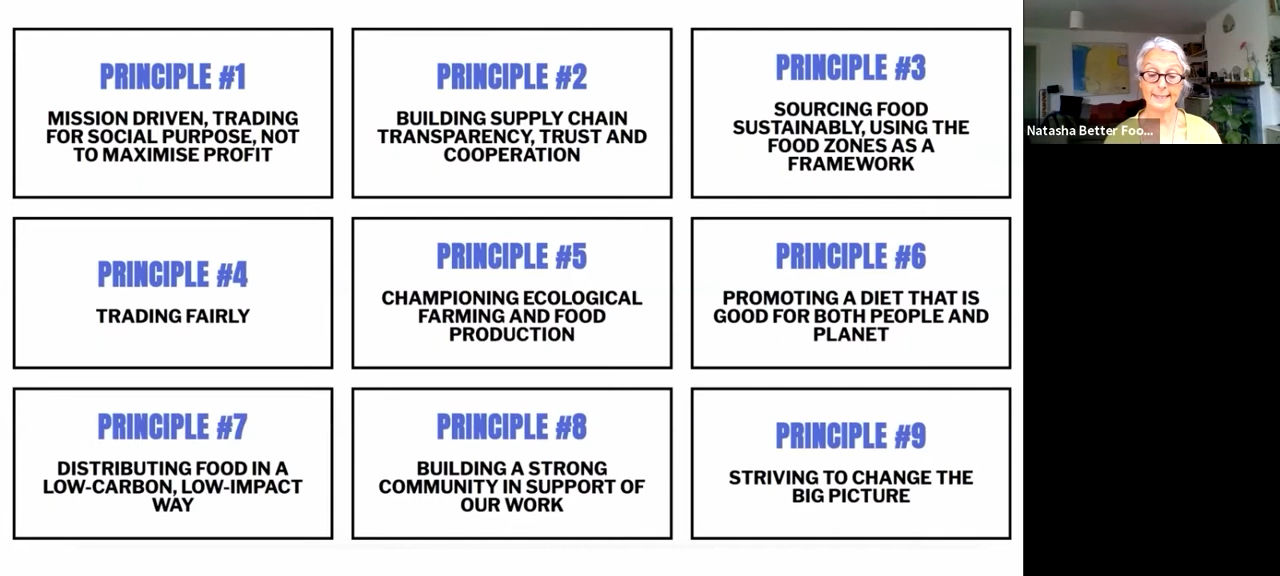 PRINCIPLE #1
MISSION DRIVEN, TRADING
FOR SOCIAL PURPOSE, NOT
TO MAXIMISE PROFIT
PRINCIPLE #2
BUILDING SUPPLY CHAIN
TRANSPARENCY, TRUST AND
COOPERATION
PRINCIPLE #3
SOURCING FOOD
SUSTAINABLY, USING THE
FOOD ZONES AS A
FRAMEWORK
PRINCIPLE #4
TRADING FAIRLY
PRINCIPLE #5
CHAMPIONING ECOLOGICAL
FARMING AND FOOD
PRODUCTION
PRINCIPLE #6
PROMOTING A DIET THAT IS
GOOD FOR BOTH PEOPLE AND
PLANET
PRINCIPLE #7
DISTRIBUTING FOOD IN A
LOW-CARBON, LOW-IMPACT
WAY
PRINCIPLE #8
BUILDING A STRONG
COMMUNITY IN SUPPORT OF
OUR WORK
PRINCIPLE #9
STRIVING TO CHANGE THE
BIG PICTURE
Natasha Better Foo...